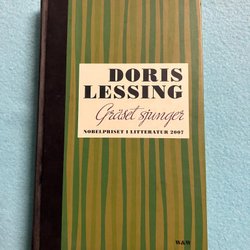 DORIS
LESSING
Gräset sjunger
NOBELPRISET I LITTERATUR 2007
W&W